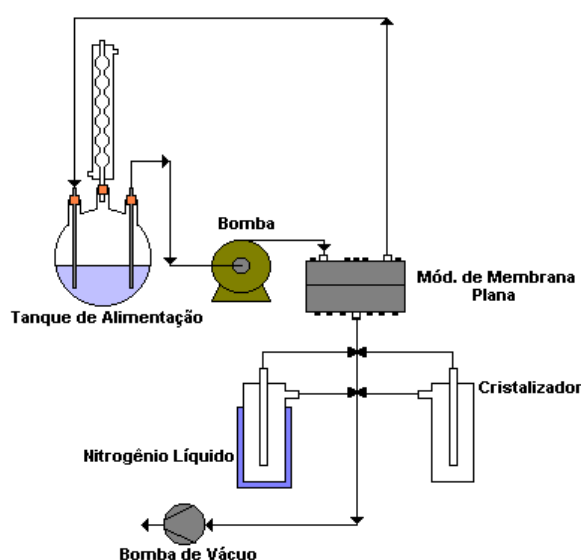 Bomba
Mód. de Membrana
Plana
Tanque de Alimentação
Cristalizador
Nitrogênio Líquido
Bomba de Vácuo